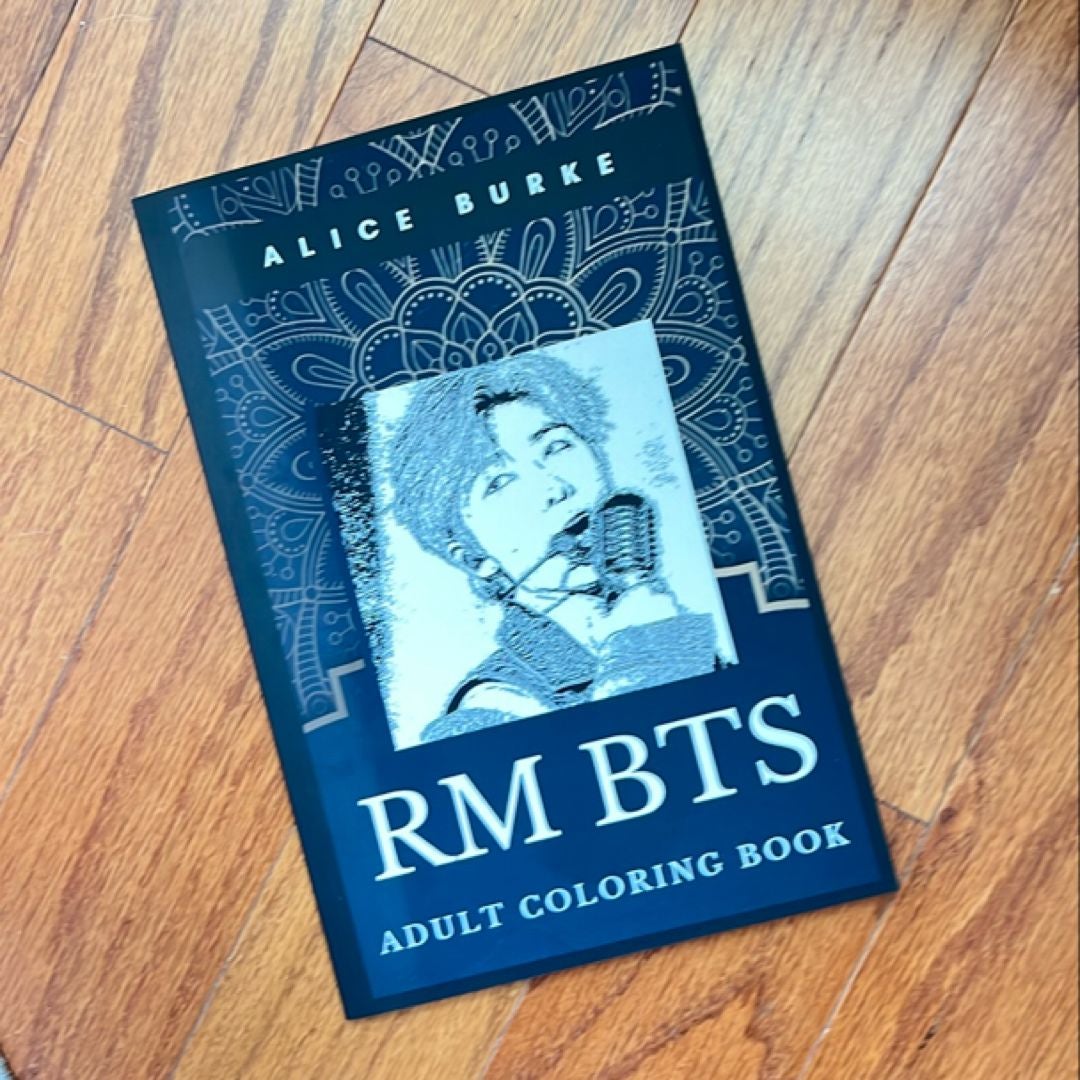 ALICE BURKE
RM BTS
ADULT COLORING BOOK